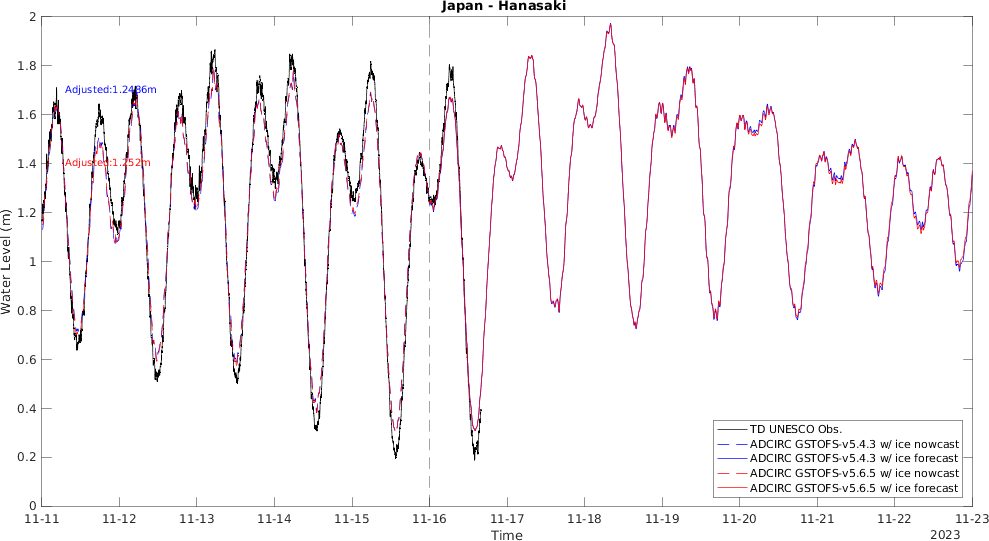 Japan - Hanasaki
2
1.8
1.6
1.4
1.2
1
0.8
0.6
0.4
0.2
0
Water Level (m)
Adjusted:1.2486m
Adjusted:1.252m
TD UNESCO Obs.
ADCIRC GSTOFS-v5.4.3 w/ ice nowcast
ADCIRC GSTOFS-v5.4.3 w/ ice forecast
ADCIRC GSTOFS-v5.6.5 w/ ice nowcast
ADCIRC GSTOFS-v5.6.5 w/ ice forecast
11-11 11-12 11-13 11-14 11-15 11-16 11-17 11-18 11-19 11-20 11-21 11-22 11-23
Time
2023